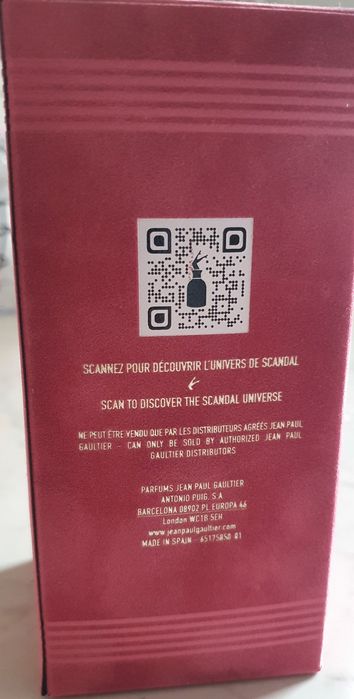 SCANNEZ POUR DÉCOUVRIR L'UNIVERS DE SCANDAL
SCAN TO DISCOVER THE SCANDAL UNIVERSE
NE PEUT ÊTRE VENDU QUE PAR LES DISTRIBUTEURS AGRÉÉS JEAN PAUL
GAULTIER - CAN ONLY BE SOLD BY AUTHORIZED JEAN PAUL
GAULTIER DISTRIBUTORS
PARFUMS JEAN PAUL GAULTIER
ANTONIO PUIG, S.A
BARCELONA 08902 PL.EUROPA 46
London WC1B 5EH
www.jeanpaulgaultier.com
MADE IN SPAIN - 65175850 01